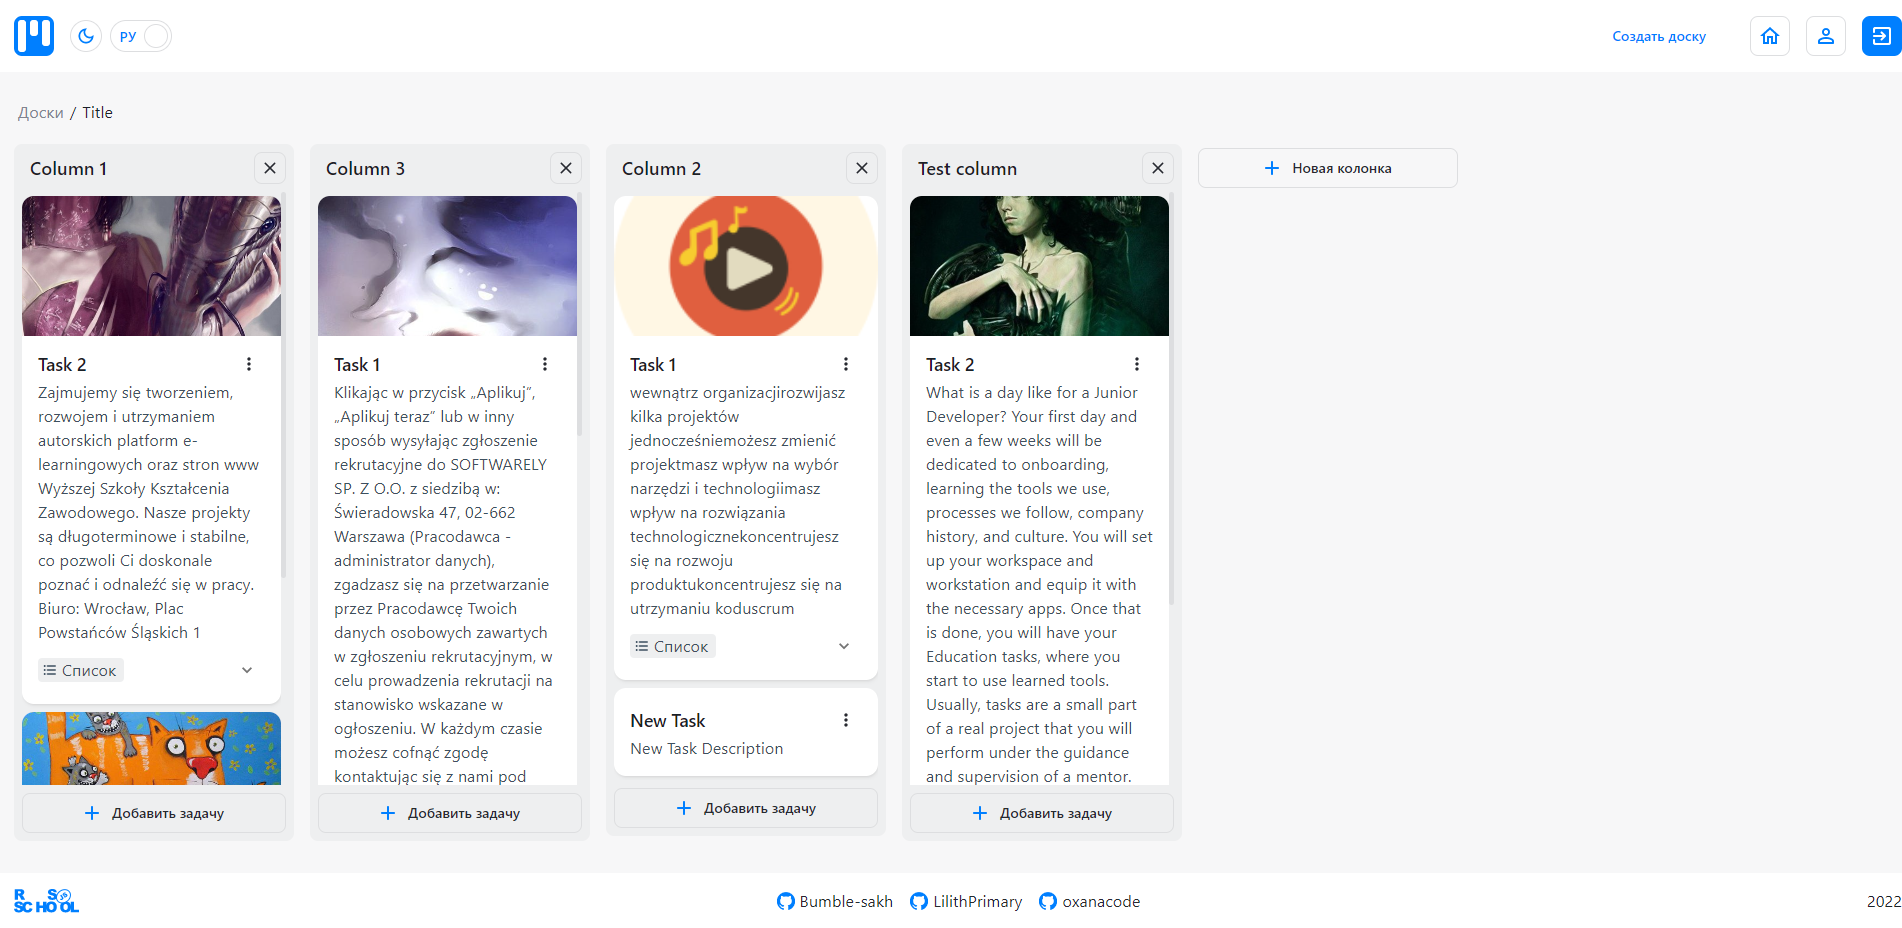 РУ
Создать доску
Доски / Title
Column 1
Task 2
Zajmujemy się tworzeniem,
rozwojem i utrzymaniem
autorskich platform e-
learningowych oraz stron www
Wyższej Szkoły Kształcenia
Zawodowego. Nasze projekty
są długoterminowe i stabilne,
co pozwoli Ci doskonale
poznać i odnaleźć się w pracy.
Biuro: Wrocław, Plac
Powstańców Śląskich 1
Список
Добавить задачу
Column 3
Task 1
Klikając w przycisk „Aplikuj”,
„Aplikuj teraz” lub w inny
sposób wysyłając zgłoszenie
rekrutacyjne do SOFTWARELY
SP. Z O.O. z siedzibą w:
Świeradowska 47, 02-662
Warszawa (Pracodawca -
administrator danych),
zgadzasz się na przetwarzanie
przez Pracodawcę Twoich
danych osobowych zawartych
w zgłoszeniu rekrutacyjnym, w
celu prowadzenia rekrutacji na
stanowisko wskazane w
ogłoszeniu. W każdym czasie
możesz cofnąć zgodę
kontaktując się z nami pod
Добавить задачу
Column 2
Task 1
wewnątrz organizacjirozwijasz
kilka projektów
jednocześniemożesz zmienić
projektmasz wpływ na wybór
narzędzi i technologiimasz
wpływ na rozwiązania
technologicznekoncentrujesz
się na rozwoju
produktukoncentrujesz się na
utrzymaniu koduscrum
Список
New Task
New Task Description
Добавить задачу
Test column
Task 2
What is a day like for a Junior
Developer? Your first day and
even a few weeks will be
dedicated to onboarding,
learning the tools we use,
processes we follow, company
history, and culture. You will set
up your workspace and
workstation and equip it with
the necessary apps. Once that
is done, you will have your
Education tasks, where you
start to use learned tools.
Usually, tasks are a small part
of a real project that you will
perform under the guidance
and supervision of a mentor.
Добавить задачу
Новая колонка
RS
SCHOOL
Bumble-sakh
LilithPrimary
oxanacode
2022